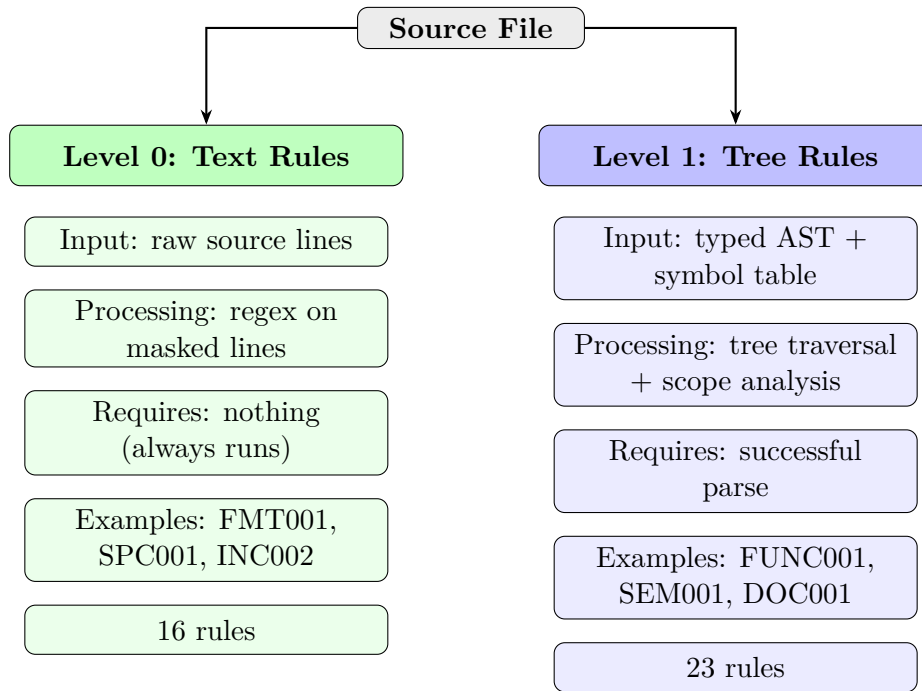 Source File
Level 0: Text Rules
Input: raw source lines
Processing: regex on
masked lines
Requires: nothing
(always runs)
Examples: FMT001,
SPC001, INC002
16 rules
Level 1: Tree Rules
Input: typed AST +
symbol table
Processing: tree traversal
+ scope analysis
Requires: successful
parse
Examples: FUNC001,
SEM001, DOC001
23 rules